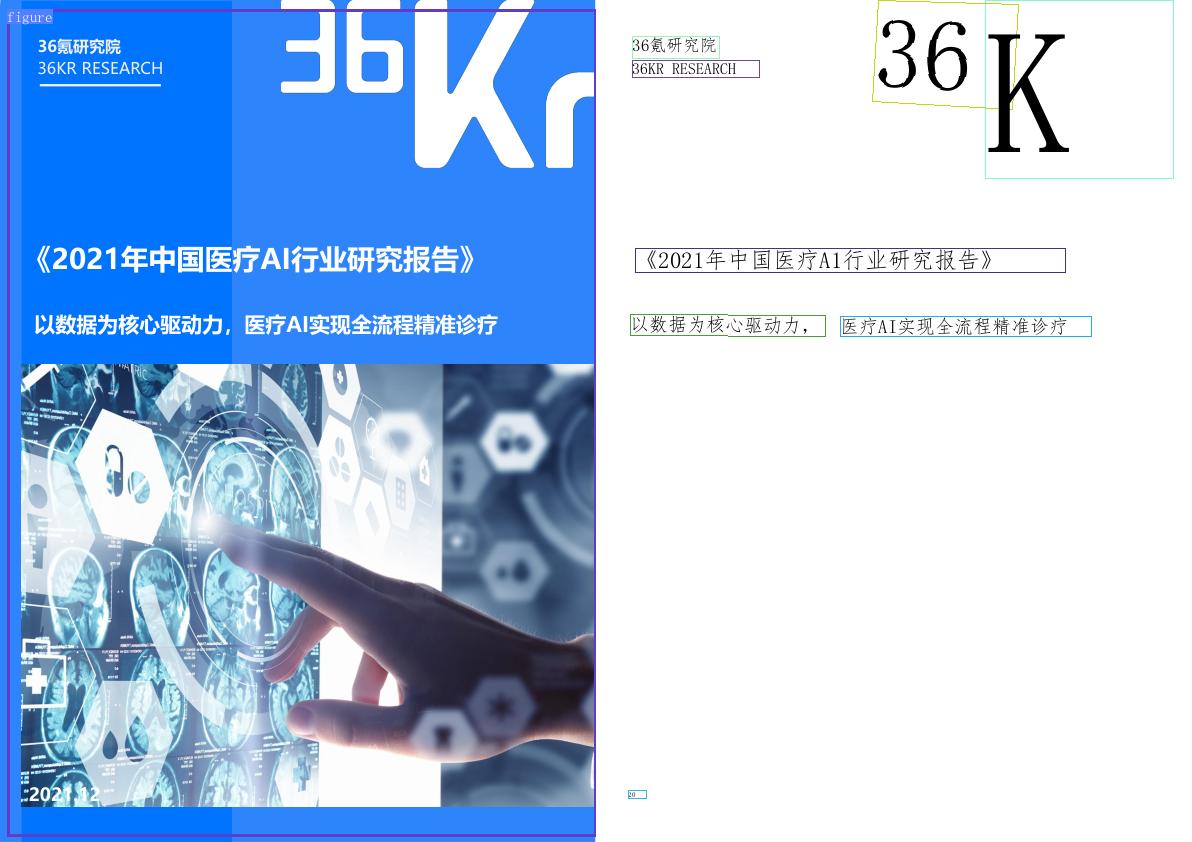 figure
36Kr
36氪研究院
36KR RESEARCH
《2021年中国医疗AI行业研究报告》
以数据为核心驱动力，医疗AI实现全流程精准诊疗
2021.12
36氪研究院
36KR RESEARCH
36
K
《2021年中国医疗A1行业研究报告》
以数据为核心驱动力，
医疗AI实现全流程精准诊疗
20